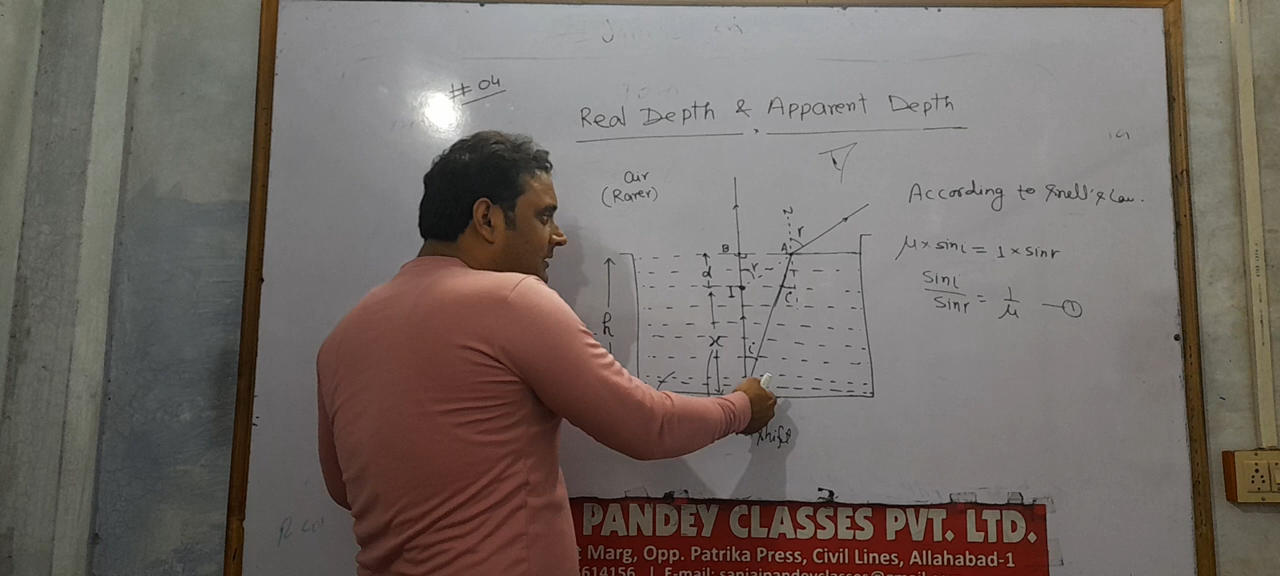 # 04
Real Depth & Apparent Depth
air
(Rarer)
According to Snell's Law.
μ x sini = 1 x sinr
sini
sinr
= 1
μ
①
N
r
B
A
d
r
I
i
h
x
i
shift
PANDEY CLASSES PVT. LTD.
t Marg, Opp. Patrika Press, Civil Lines, Allahabad-1
614156 | E-mail: sanjaipandeyclasses@gmail